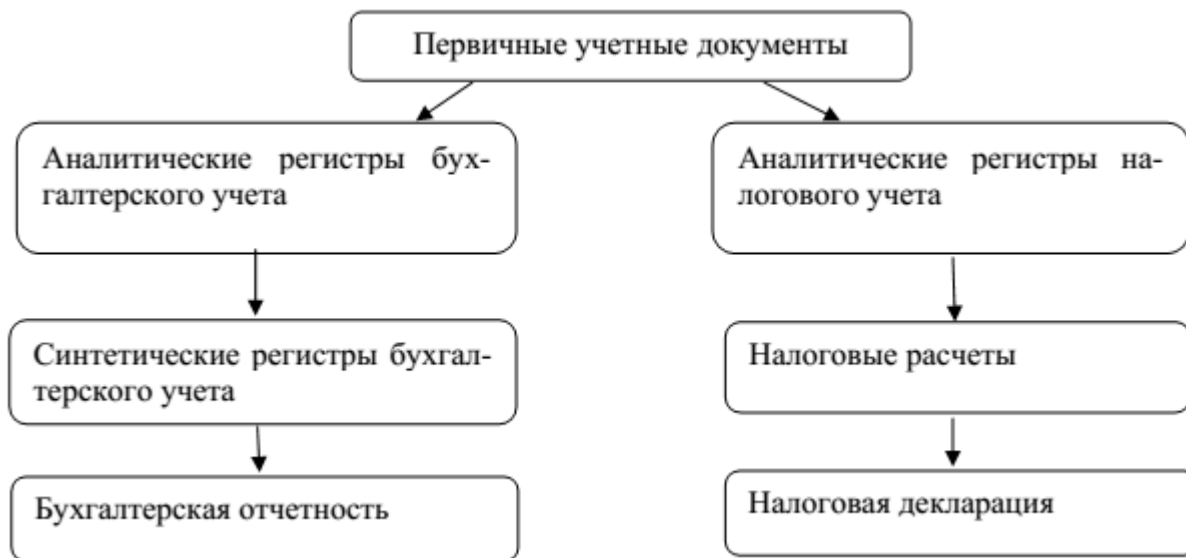 Первичные учетные документы
Аналитические регистры бух-
галтерского учета
Аналитические регистры на-
логового учета
Синтетические регистры бухгал-
терского учета
Налоговые расчеты
Бухгалтерская отчетность
Налоговая декларация